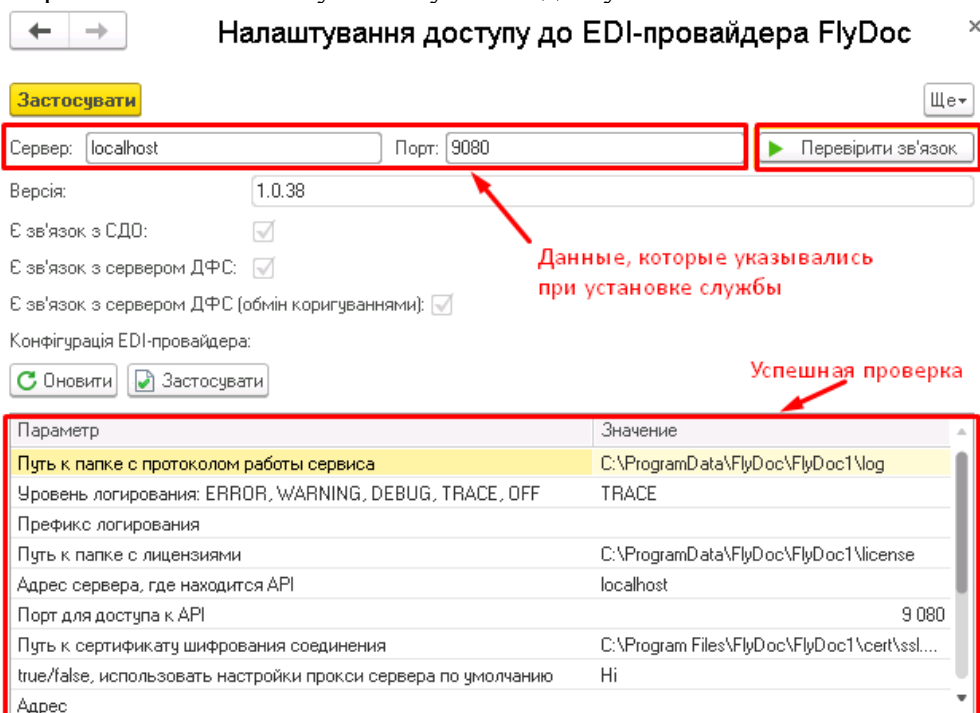 Налаштування доступу до EDI-провайдера FlyDoc
Застосувати
Ще
Сервер: localhost Порт: 9080 Перевірити зв'язок
Версія: 1.0.38
Є зв'язок з СДО:
Є зв'язок з сервером ДФС:
Є зв'язок з сервером ДФС (обмін коригуваннями):
Данные, которые указывались
при установке службы
Конфігурація EDI-провайдера:
Оновити Застосувати
Успешная проверка
Параметр Значение
Путь к папке с протоколом работы сервиса C:\ProgramData\FlyDoc\FlyDoc1\log
Уровень логирования: ERROR, WARNING, DEBUG, TRACE, OFF TRACE
Префикс логирования
Путь к папке с лицензиями C:\ProgramData\FlyDoc\FlyDoc1\license
Адрес сервера, где находится API localhost
Порт для доступа к API 9 080
Путь к сертификату шифрования соединения C:\Program Files\FlyDoc\FlyDoc1\cert\ssl....
true/false, использовать настройки прокси сервера по умолчанию Ні
Адрес